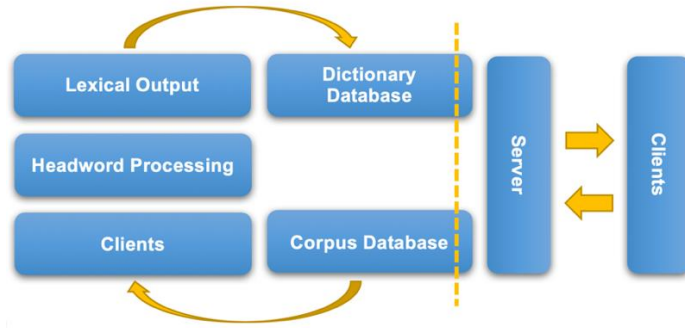 Lexical Output
Dictionary
Database
Headword Processing
Clients
Corpus Database
Server
Clients